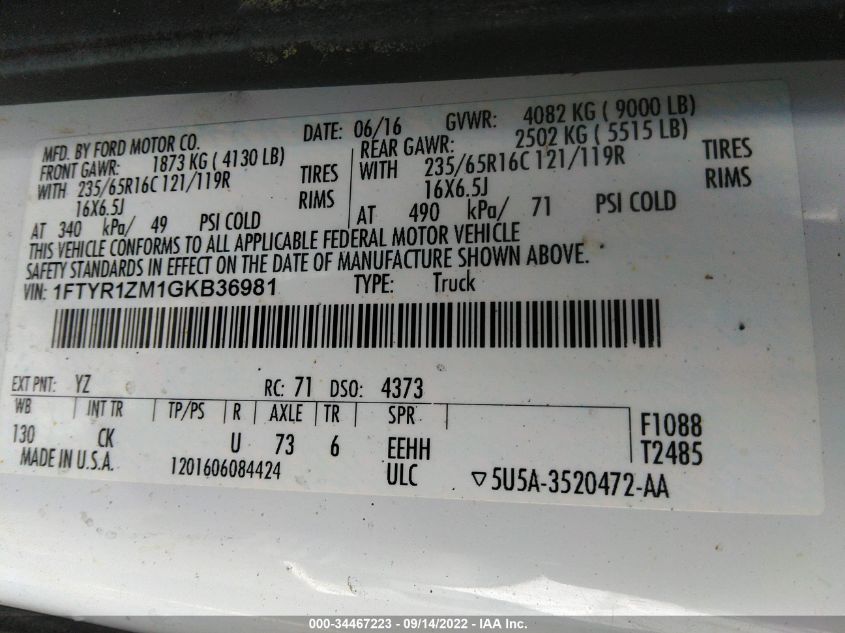 MFD. BY FORD MOTOR CO.
DATE: 06/16 GVWR: 4082 KG ( 9000 LB)
FRONT GAWR: 1873 KG ( 4130 LB)
REAR GAWR: 2502 KG ( 5515 LB)
WITH 235/65R16C 121/119R TIRES
WITH 235/65R16C 121/119R TIRES
16X6.5J RIMS
16X6.5J RIMS
AT 340 kPa/ 49 PSI COLD
AT 490 kPa/ 71 PSI COLD
THIS VEHICLE CONFORMS TO ALL APPLICABLE FEDERAL MOTOR VEHICLE
SAFETY STANDARDS IN EFFECT ON THE DATE OF MANUFACTURE SHOWN ABOVE.
VIN: 1FTYR1ZM1GKB36981 TYPE: Truck
EXT PNT: YZ RC: 71 DSO: 4373
WB INT TR TP/PS R AXLE TR SPR F1088
130 CK U 73 6 EEHH T2485
MADE IN U.S.A. 1201606084424 ULC ▽5U5A-3520472-AA
000-34467223 - 09/14/2022 - IAA Inc.